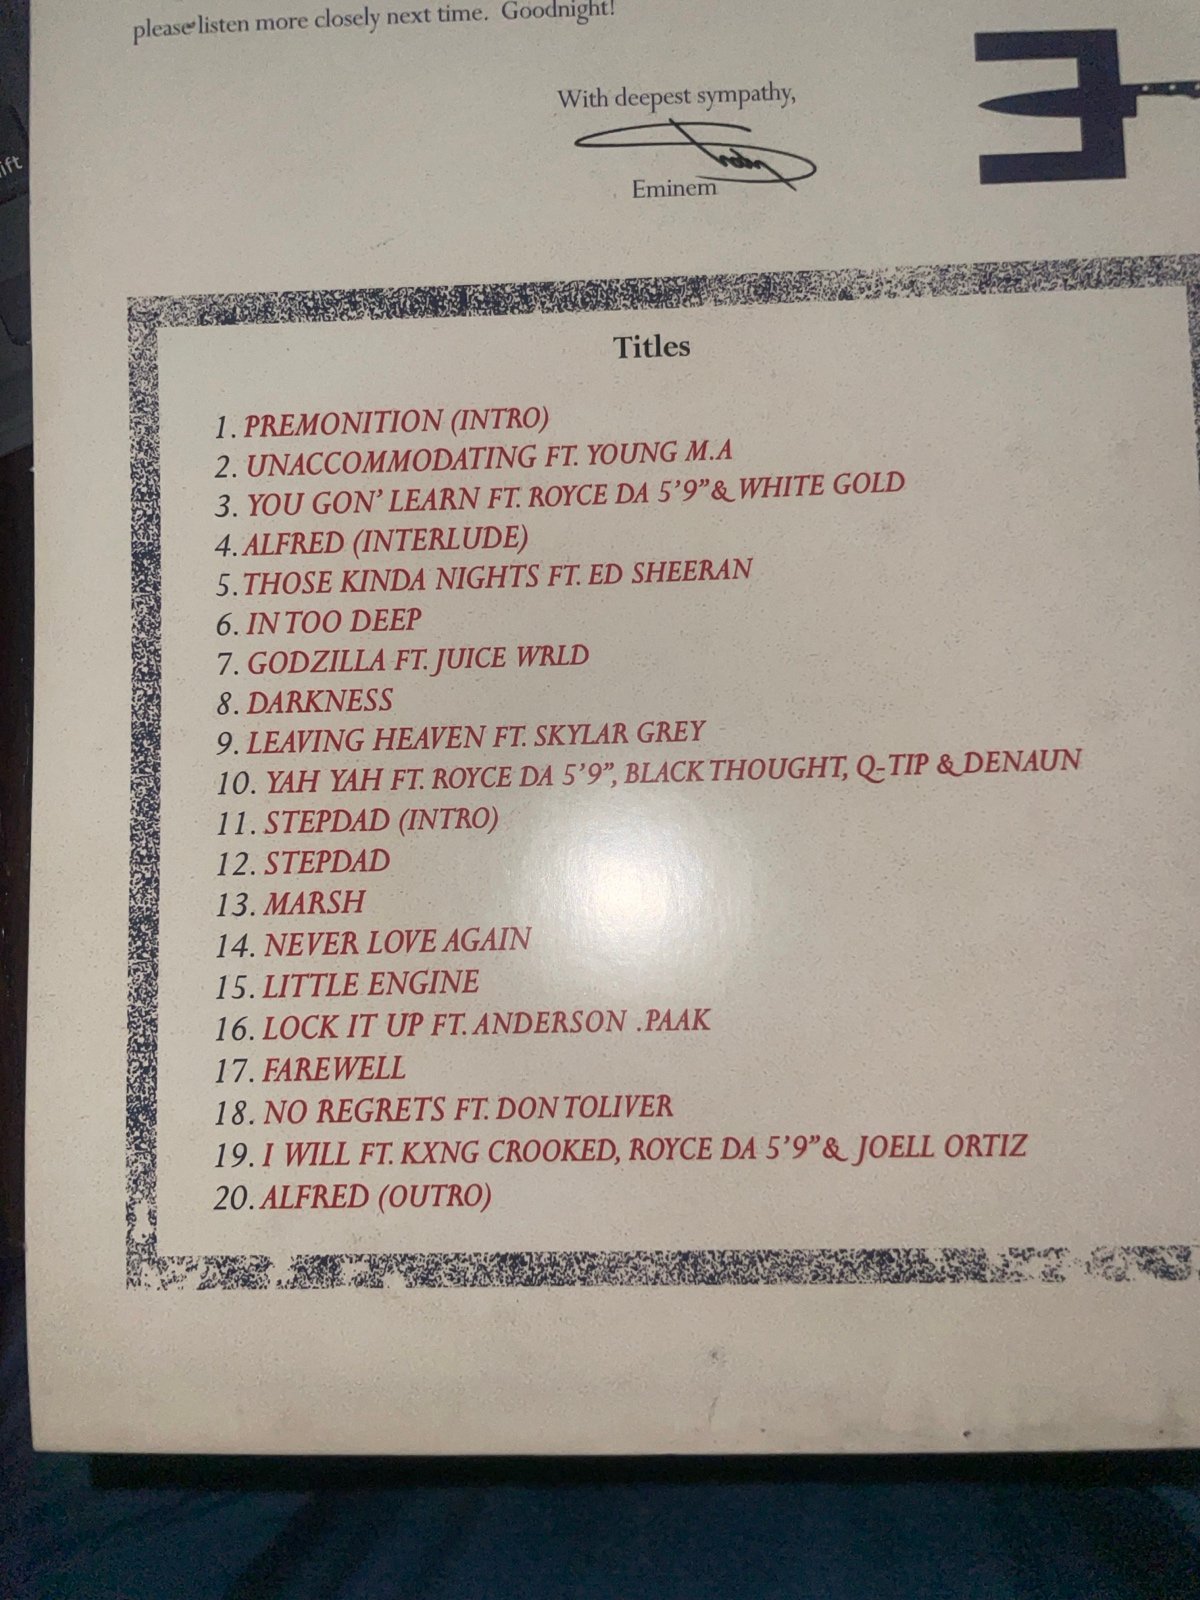 please listen more closely next time. Goodnight!
With deepest sympathy,
Eminem
ift
Titles
1. PREMONITION (INTRO)
2. UNACCOMMODATING FT. YOUNG M.A
3. YOU GON' LEARN FT. ROYCE DA 5'9" & WHITE GOLD
4. ALFRED (INTERLUDE)
5. THOSE KINDA NIGHTS FT. ED SHEERAN
6. IN TOO DEEP
7. GODZILLA FT. JUICE WRLD
8. DARKNESS
9. LEAVING HEAVEN FT. SKYLAR GREY
10. YAH YAH FT. ROYCE DA 5'9", BLACK THOUGHT, Q-TIP & DENAUN
11. STEPDAD (INTRO)
12. STEPDAD
13. MARSH
14. NEVER LOVE AGAIN
15. LITTLE ENGINE
16. LOCK IT UP FT. ANDERSON .PAAK
17. FAREWELL
18. NO REGRETS FT. DON TOLIVER
19. I WILL FT. KXNG CROOKED, ROYCE DA 5'9" & JOELL ORTIZ
20. ALFRED (OUTRO)